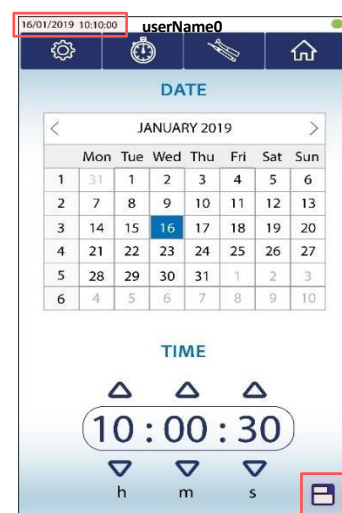 16/01/2019 10:10:00 userName0
DATE
< JANUARY 2019 >
Mon Tue Wed Thu Fri Sat Sun
1 31 1 2 3 4 5 6
2 7 8 9 10 11 12 13
3 14 15 16 17 18 19 20
4 21 22 23 24 25 26 27
5 28 29 30 31 1 2 3
6 4 5 6 7 8 9 10
TIME
10 : 00 : 30
h m s